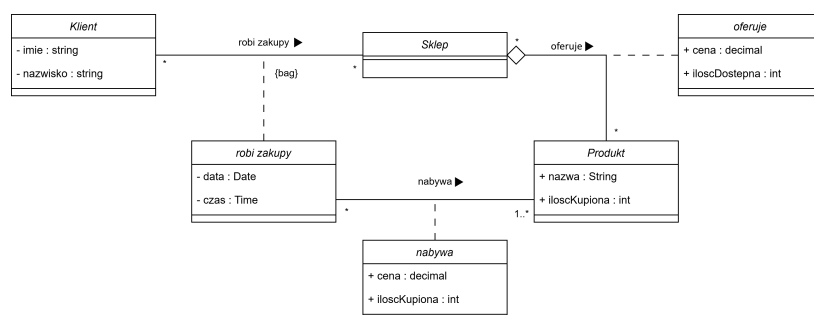 Klient
- imie : string
- nazwisko : string
*
robi zakupy ▶
{bag}
*
Sklep
*
oferuje ▶
*
oferuje
+ cena : decimal
+ iloscDostepna : int
robi zakupy
- data : Date
- czas : Time
*
nabywa ▶
1..*
Produkt
+ nazwa : String
+ iloscKupiona : int
nabywa
+ cena : decimal
+ iloscKupiona : int